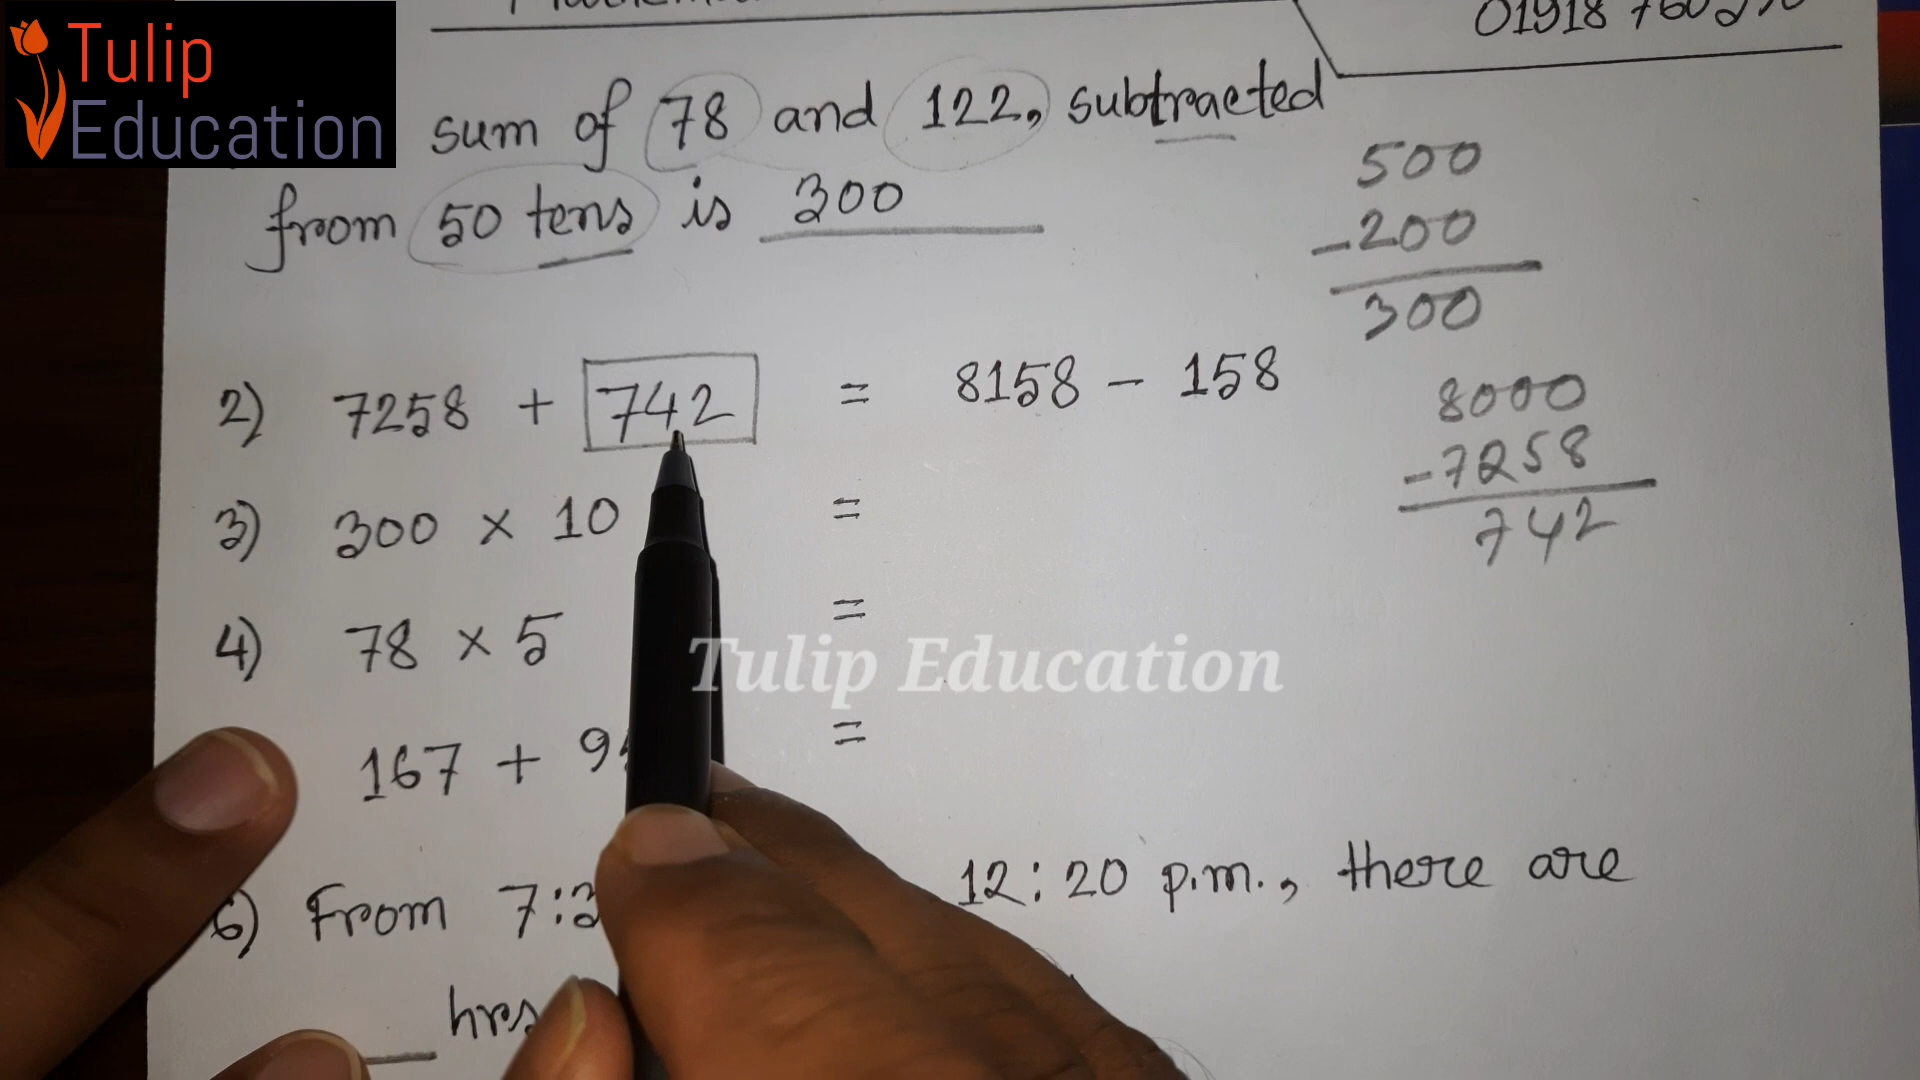 Tulip
Education
sum of 78 and 122, subtracted
from 50 tens is 300
500
-200
300
2) 7258 + 742 = 8158 - 158
8000
-7258
742
3) 300 x 10 =
4) 78 x 5 =
Tulip Education
167 + 9 =
6) From 7: 12:20 p.m., there are
hrs